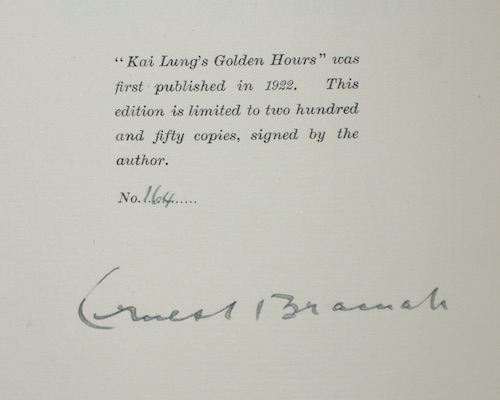 "Kai Lung's Golden Hours" was
first published in 1922. This
edition is limited to two hundred
and fifty copies, signed by the
author.
No. 164......
Ernest Bramah